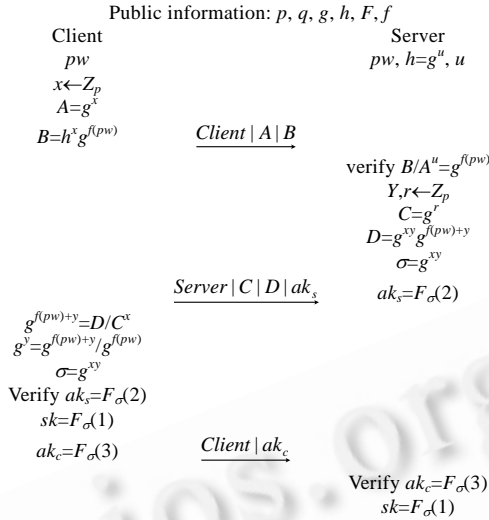 Public information: p, q, g, h, F, f
Client Server
pw pw, h=g^u, u
x←Z_p
A=g^x
B=h^x g^{f(pw)} Client | A | B
verify B/A^u=g^{f(pw)}
Y,r←Z_p
C=g^r
D=g^{xy}g^{f(pw)+y}
σ=g^{xy}
Server | C | D | ak_s ak_s=F_σ(2)
g^{f(pw)+y}=D/C^x
g^y=g^{f(pw)+y}/g^{f(pw)}
σ=g^{xy}
Verify ak_s=F_σ(2)
sk=F_σ(1)
ak_c=F_σ(3) Client | ak_c
Verify ak_c=F_σ(3)
sk=F_σ(1)